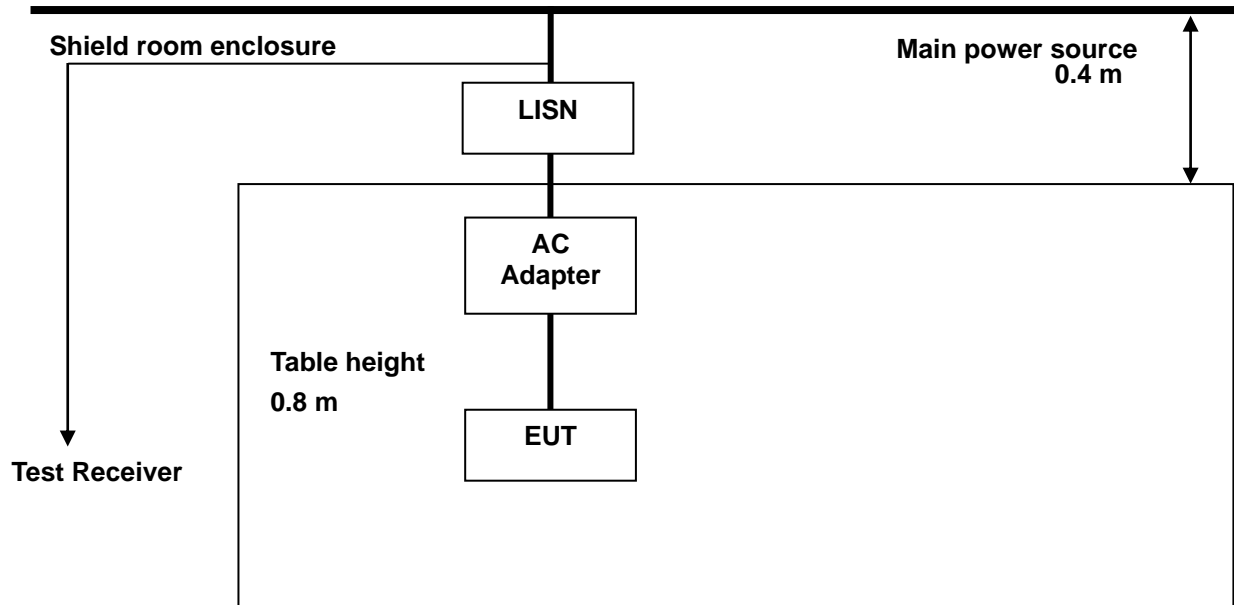 Shield room enclosure
Main power source
0.4 m
LISN
AC
Adapter
Table height
0.8 m
EUT
Test Receiver